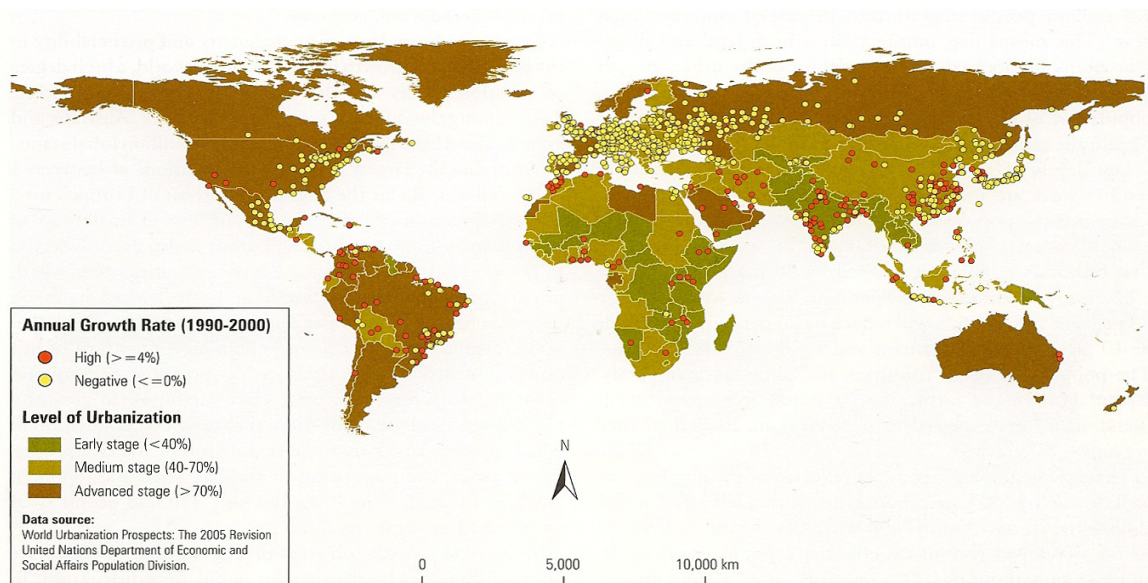 Annual Growth Rate (1990-2000)
High (>=4%)
Negative (<=0%)
Level of Urbanization
Early stage (<40%)
Medium stage (40-70%)
Advanced stage (>70%)
Data source:
World Urbanization Prospects: The 2005 Revision
United Nations Department of Economic and
Social Affairs Population Division.
N
0 5,000 10,000 km